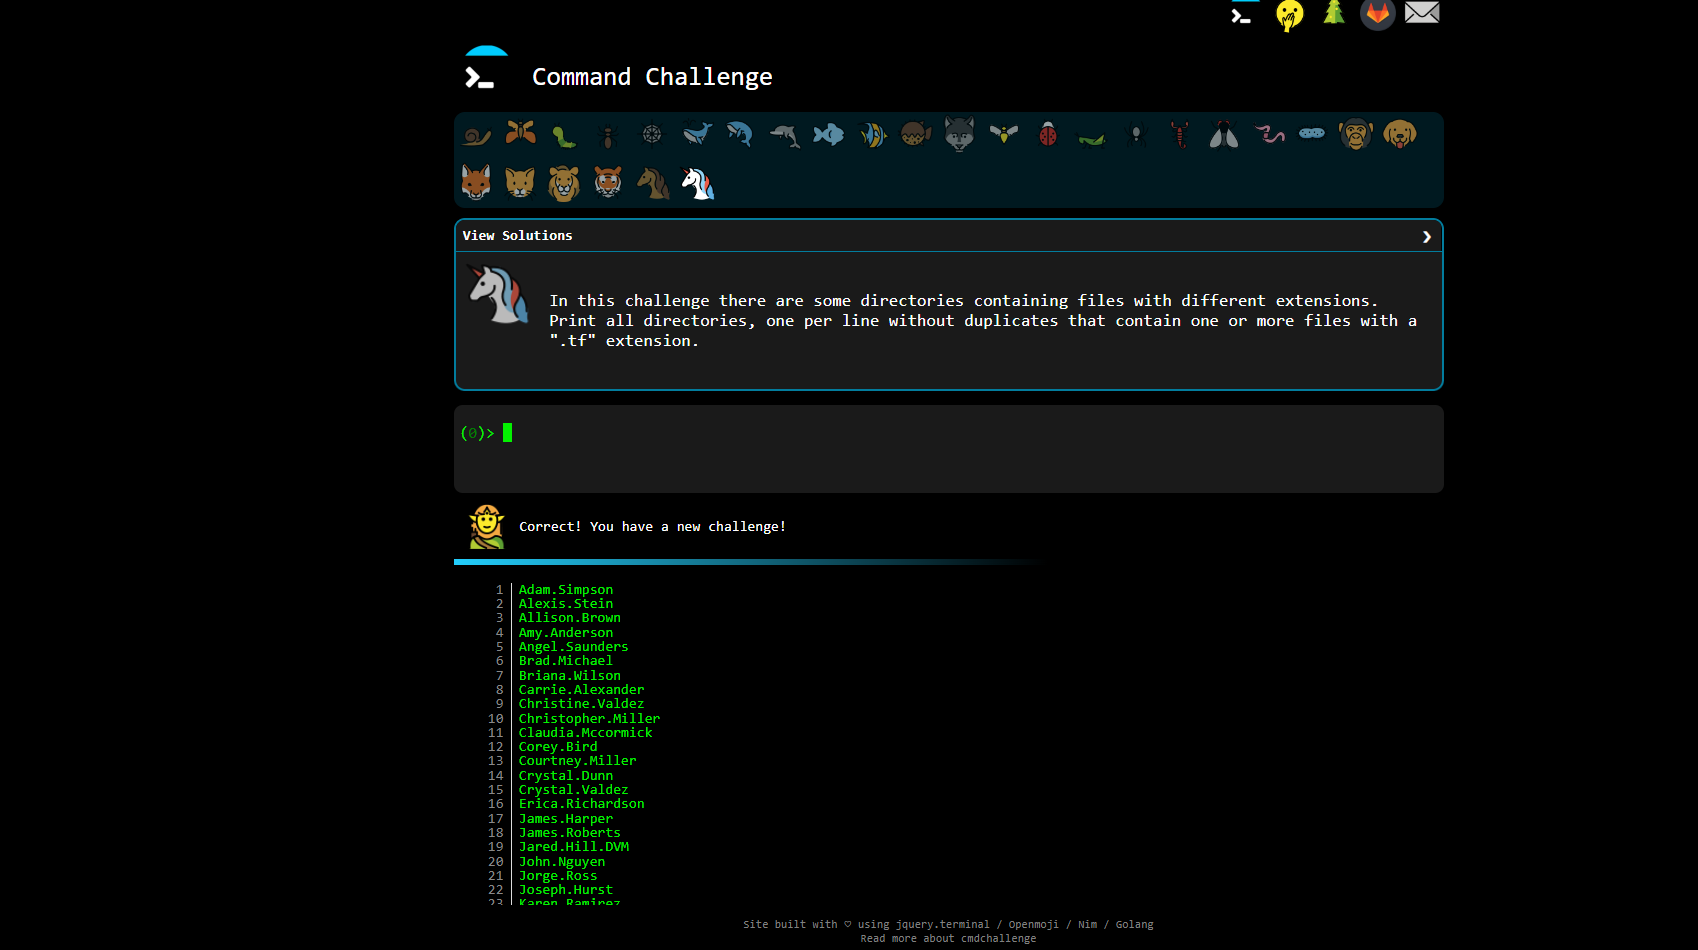 Command Challenge
View Solutions
In this challenge there are some directories containing files with different extensions.
Print all directories, one per line without duplicates that contain one or more files with a
".tf" extension.
(0)>
Correct! You have a new challenge!
1 Adam.Simpson
2 Alexis.Stein
3 Allison.Brown
4 Amy.Anderson
5 Angel.Saunders
6 Brad.Michael
7 Briana.Wilson
8 Carrie.Alexander
9 Christine.Valdez
10 Christopher.Miller
11 Claudia.Mccormick
12 Corey.Bird
13 Courtney.Miller
14 Crystal.Dunn
15 Crystal.Valdez
16 Erica.Richardson
17 James.Harper
18 James.Roberts
19 Jared.Hill.DVM
20 John.Nguyen
21 Jorge.Ross
22 Joseph.Hurst
23 Karen.Ramirez
Site built with ♡ using jquery.terminal / Openmoji / Nim / Golang
Read more about cmdchallenge